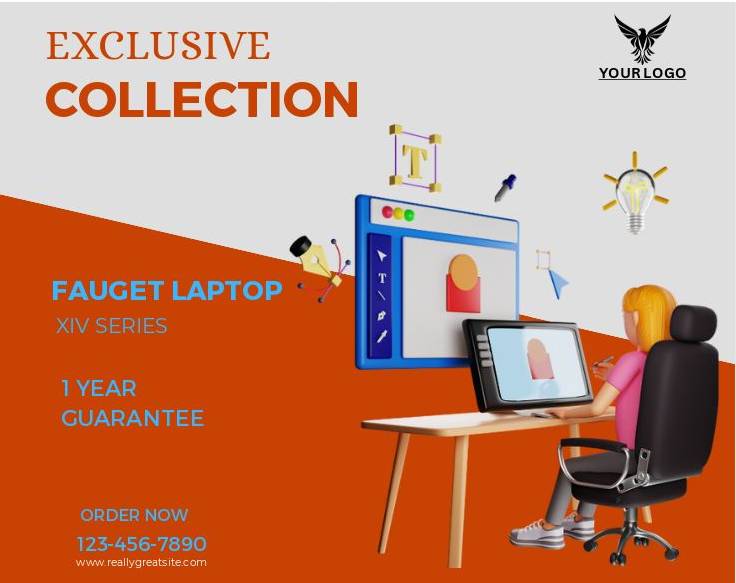 EXCLUSIVE
COLLECTION
YOUR LOGO
T
T
FAUGET LAPTOP
XIV SERIES
1 YEAR
GUARANTEE
ORDER NOW
123-456-7890
www.reallygreatsite.com